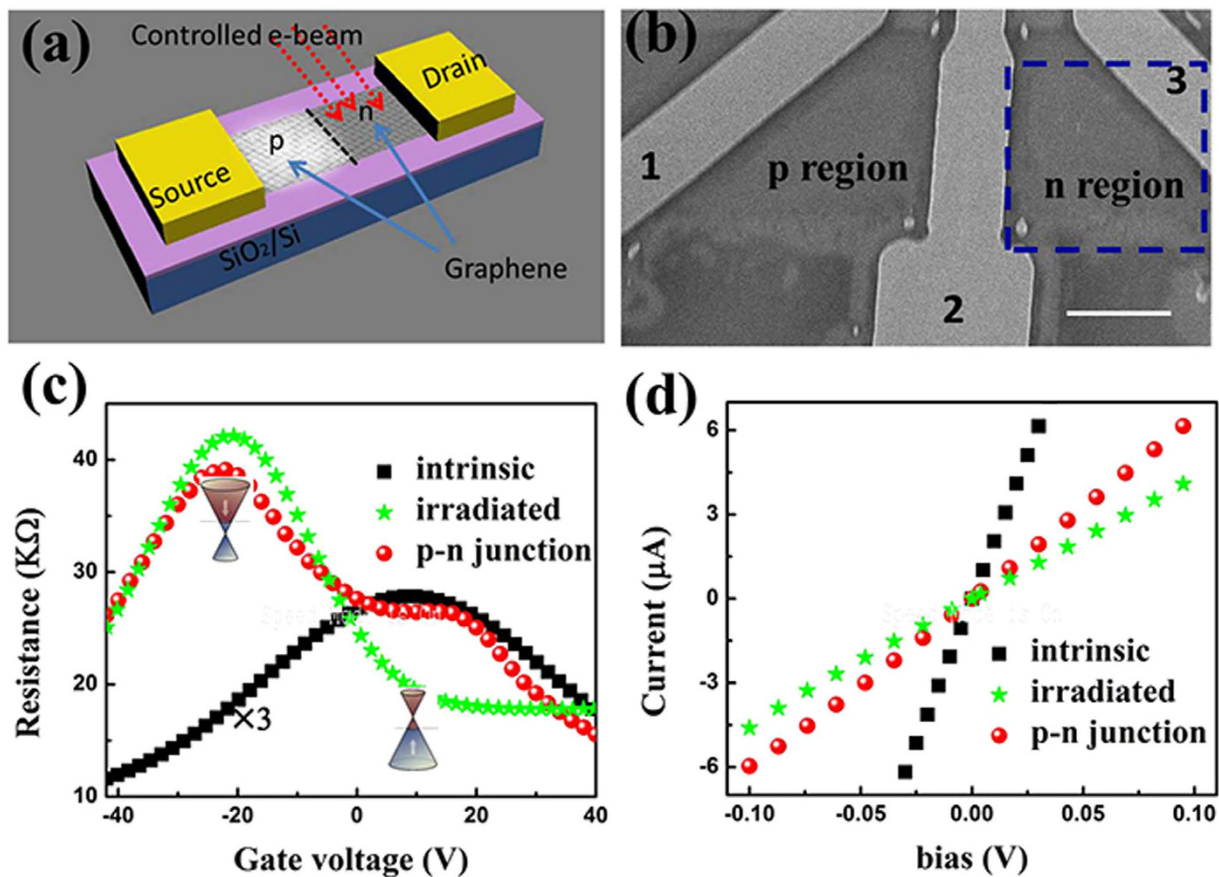 (a)
Controlled e-beam
Drain
n
p
Source
SiO₂/Si
Graphene
(b)
3
1
p region
n region
2
(c)
40
30
20
10
Resistance (KΩ)
intrinsic
irradiated
p-n junction
×3
-40 -20 0 20 40
Gate voltage (V)
(d)
6
3
0
-3
-6
Current (μA)
intrinsic
irradiated
p-n junction
-0.10 -0.05 0.00 0.05 0.10
bias (V)